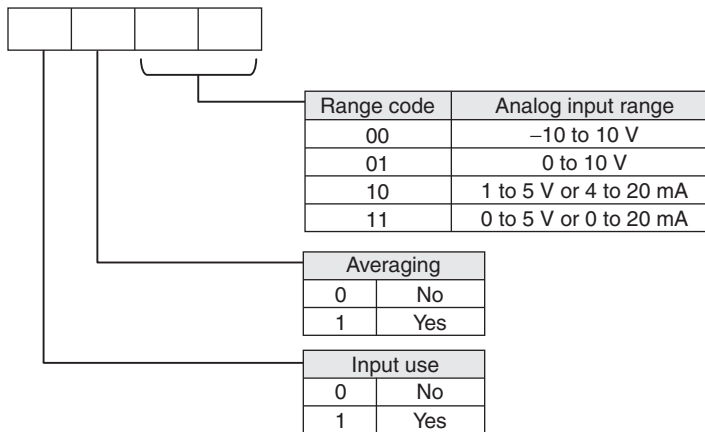 Range code Analog input range
00 −10 to 10 V
01 0 to 10 V
10 1 to 5 V or 4 to 20 mA
11 0 to 5 V or 0 to 20 mA
Averaging
0 No
1 Yes
Input use
0 No
1 Yes